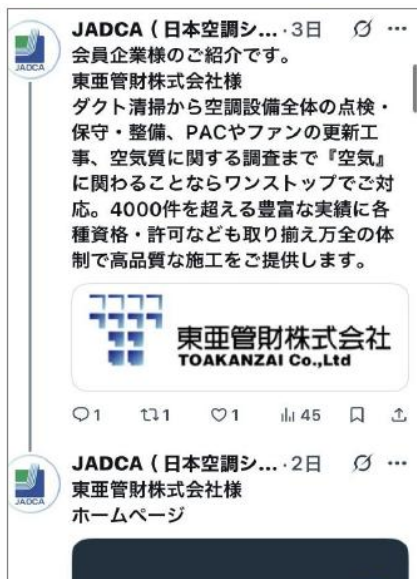 JADCA（日本空調シ... · 3日
JADCA
会員企業様のご紹介です。
東亜管財株式会社様
ダクト清掃から空調設備全体の点検・
保守・整備、PACやファンの更新工
事、空気質に関する調査まで『空気』
に関わることならワンストップでご対
応。4000件を超える豊富な実績に各
種資格・許可なども取り揃え万全の体
制で高品質な施工をご提供します。
東亜管財株式会社
TOAKANZAI Co.,Ltd
1 1 1 45
JADCA（日本空調シ... · 2日
JADCA
東亜管財株式会社様
ホームページ